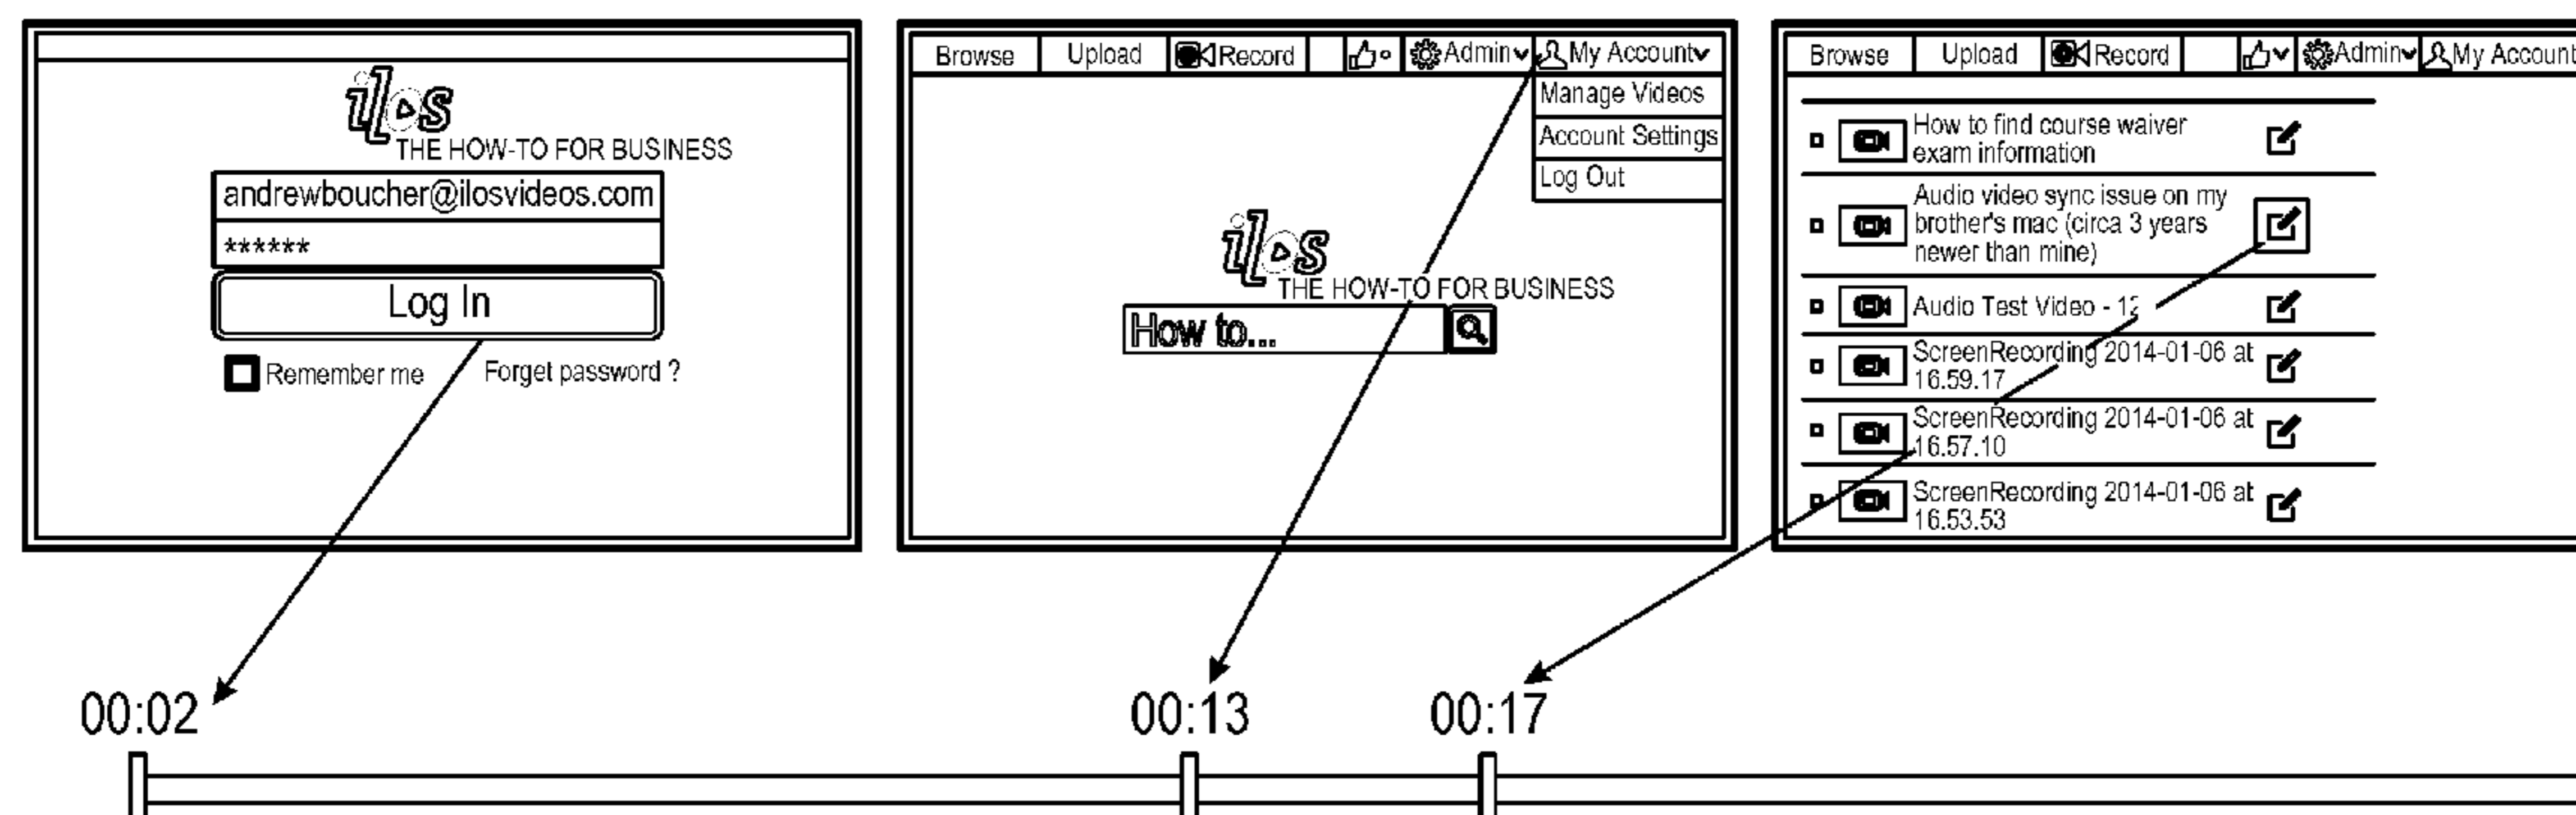 ilos
THE HOW-TO FOR BUSINESS
andrewboucher@ilosvideos.com
******
Log In
Remember me Forget password ?
Browse Upload Record Admin My Account
Manage Videos
Account Settings
Log Out
ilos
THE HOW-TO FOR BUSINESS
How to...
Browse Upload Record Admin My Account
How to find course waiver
exam information
Audio video sync issue on my
brother's mac (circa 3 years
newer than mine)
Audio Test Video -
ScreenRecording 2014-01-06 at
16.59.17
ScreenRecording 2014-01-06 at
16.57.10
ScreenRecording 2014-01-06 at
16.53.53
00:02 00:13 00:17